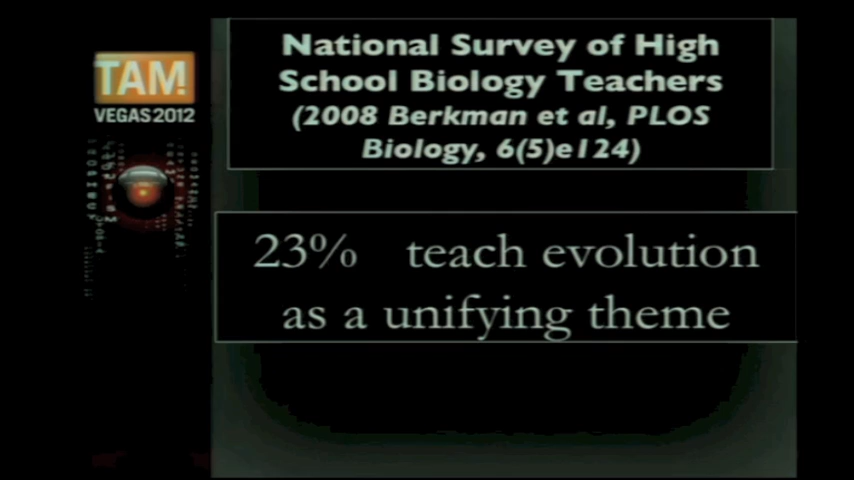 TAM!
VEGAS 2012
National Survey of High
School Biology Teachers
(2008 Berkman et al, PLOS
Biology, 6(5)e124)
23% teach evolution
as a unifying theme